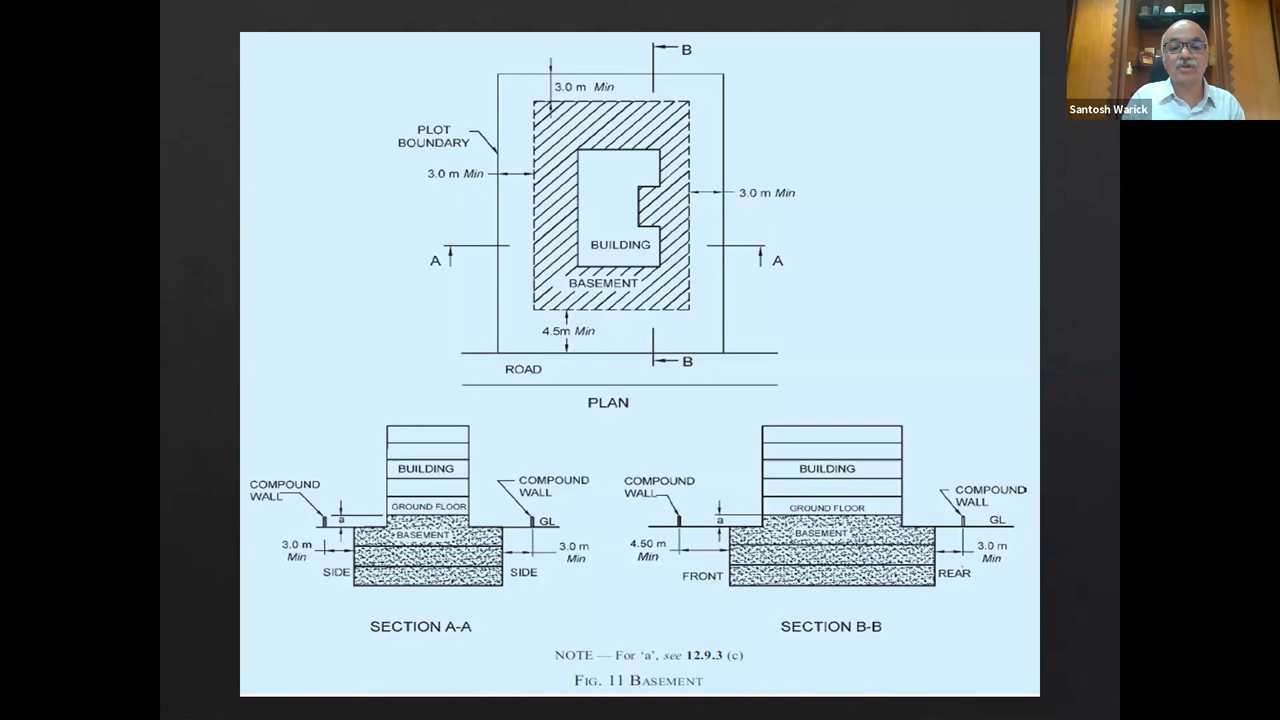 B
3.0 m Min
PLOT
BOUNDARY
3.0 m Min
3.0 m Min
A
BUILDING
A
BASEMENT
4.5m Min
B
ROAD
PLAN
Santosh Warick
COMPOUND
WALL
BUILDING
COMPOUND
WALL
GROUND FLOOR
a
GL
BASEMENT
3.0 m
Min
3.0 m
Min
SIDE
SIDE
SECTION A-A
COMPOUND
WALL
BUILDING
COMPOUND
WALL
GROUND FLOOR
a
GL
BASEMENT
4.50 m
Min
3.0 m
Min
FRONT
REAR
SECTION B-B
NOTE — For ‘a’, see 12.9.3 (c)
FIG. 11 BASEMENT